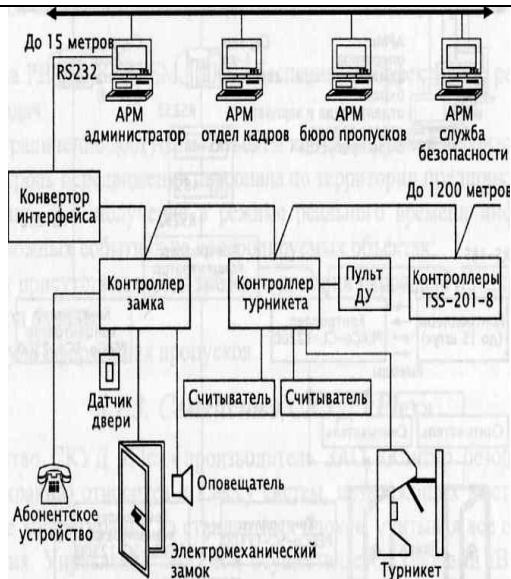 До 15 метров
RS232
АРМ
администратор
АРМ
отдел кадров
АРМ
бюро пропусков
АРМ
служба
безопасности
Конвертор
интерфейса
До 1200 метров
Контроллер
замка
Контроллер
турникета
Пульт
ДУ
Контроллеры
TSS-201-8
Датчик
двери
Считыватель
Считыватель
Абонентское
устройство
Оповещатель
Электромеханический
замок
Турникет